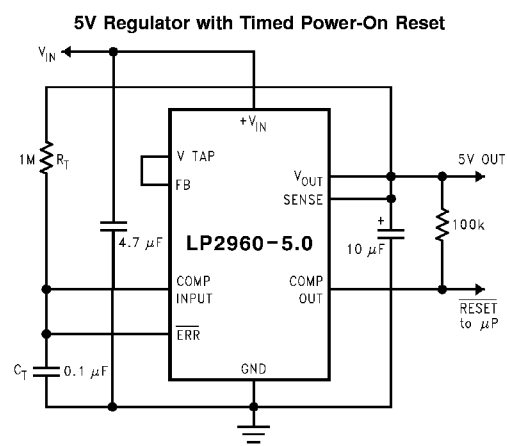 5V Regulator with Timed Power-On Reset
VIN
+VIN
1M RT
V TAP
FB
VOUT
SENSE
5V OUT
+
100k
4.7 μF
LP2960-5.0
10 μF
COMP
INPUT
COMP
OUT
RESET
to μP
ERR
CT
0.1 μF
GND